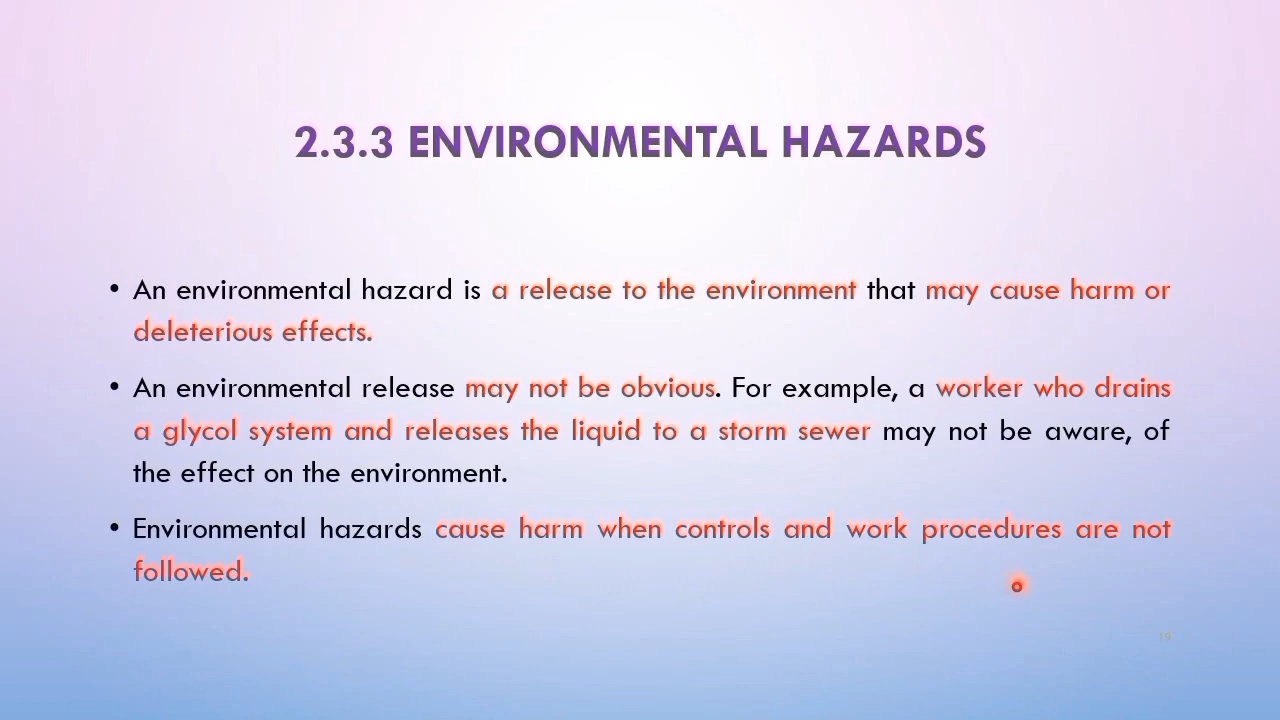 2.3.3 ENVIRONMENTAL HAZARDS
• An environmental hazard is a release to the environment that may cause harm or
deleterious effects.
• An environmental release may not be obvious. For example, a worker who drains
a glycol system and releases the liquid to a storm sewer may not be aware, of
the effect on the environment.
• Environmental hazards cause harm when controls and work procedures are not
followed.
19